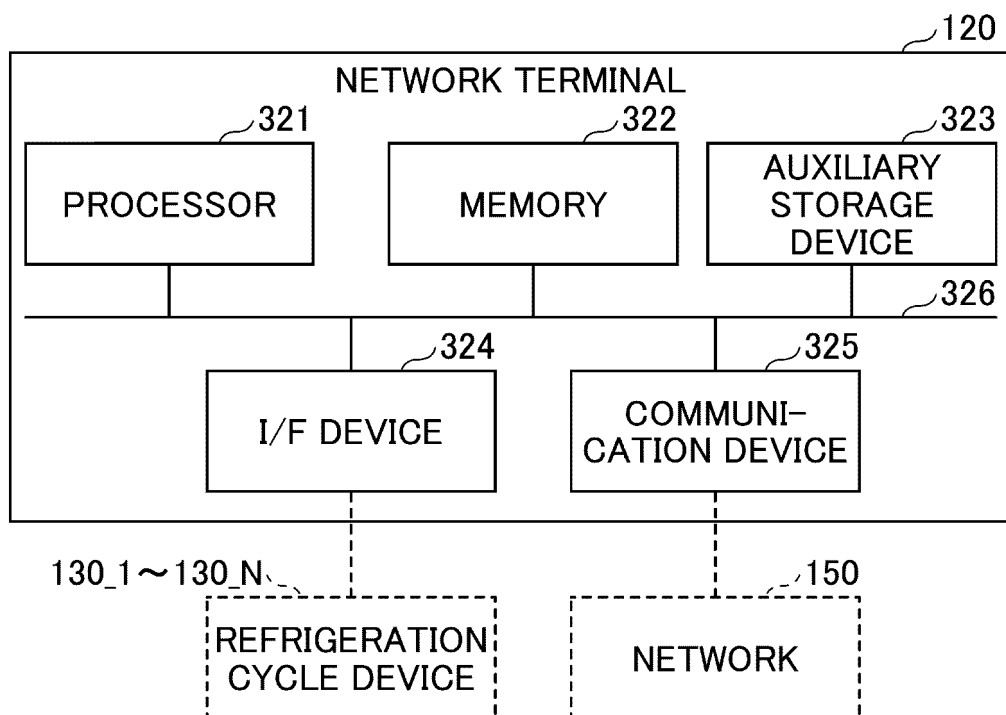 120
NETWORK TERMINAL
321
322
323
PROCESSOR
MEMORY
AUXILIARY
STORAGE
DEVICE
326
324
325
I/F DEVICE
COMMUNI-
CATION DEVICE
130_1～130_N
150
REFRIGERATION
CYCLE DEVICE
NETWORK